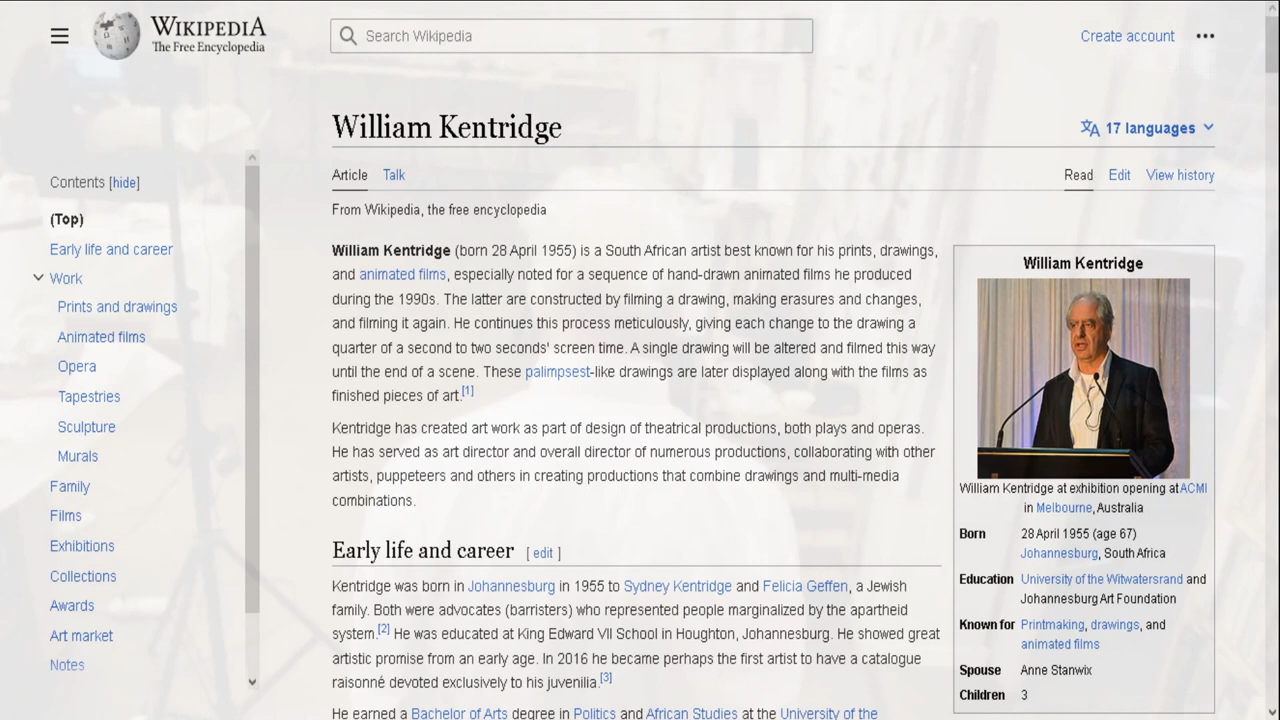 WIKIPEDIA
The Free Encyclopedia
Search Wikipedia
Create account
William Kentridge
17 languages
Article Talk
Read Edit View history
From Wikipedia, the free encyclopedia
Contents [hide]
(Top)
Early life and career
Work
Prints and drawings
Animated films
Opera
Tapestries
Sculpture
Murals
Family
Films
Exhibitions
Collections
Awards
Art market
Notes
William Kentridge (born 28 April 1955) is a South African artist best known for his prints, drawings,
and animated films, especially noted for a sequence of hand-drawn animated films he produced
during the 1990s. The latter are constructed by filming a drawing, making erasures and changes,
and filming it again. He continues this process meticulously, giving each change to the drawing a
quarter of a second to two seconds' screen time. A single drawing will be altered and filmed this way
until the end of a scene. These palimpsest-like drawings are later displayed along with the films as
finished pieces of art.[1]
Kentridge has created art work as part of design of theatrical productions, both plays and operas.
He has served as art director and overall director of numerous productions, collaborating with other
artists, puppeteers and others in creating productions that combine drawings and multi-media
combinations.
Early life and career [ edit ]
Kentridge was born in Johannesburg in 1955 to Sydney Kentridge and Felicia Geffen, a Jewish
family. Both were advocates (barristers) who represented people marginalized by the apartheid
system.[2] He was educated at King Edward VII School in Houghton, Johannesburg. He showed great
artistic promise from an early age. In 2016 he became perhaps the first artist to have a catalogue
raisonné devoted exclusively to his juvenilia.[3]
He earned a Bachelor of Arts degree in Politics and African Studies at the University of the
William Kentridge
William Kentridge at exhibition opening at ACMI
in Melbourne, Australia
Born 28 April 1955 (age 67)
Johannesburg, South Africa
Education University of the Witwatersrand and
Johannesburg Art Foundation
Known for Printmaking, drawings, and
animated films
Spouse Anne Stanwix
Children 3